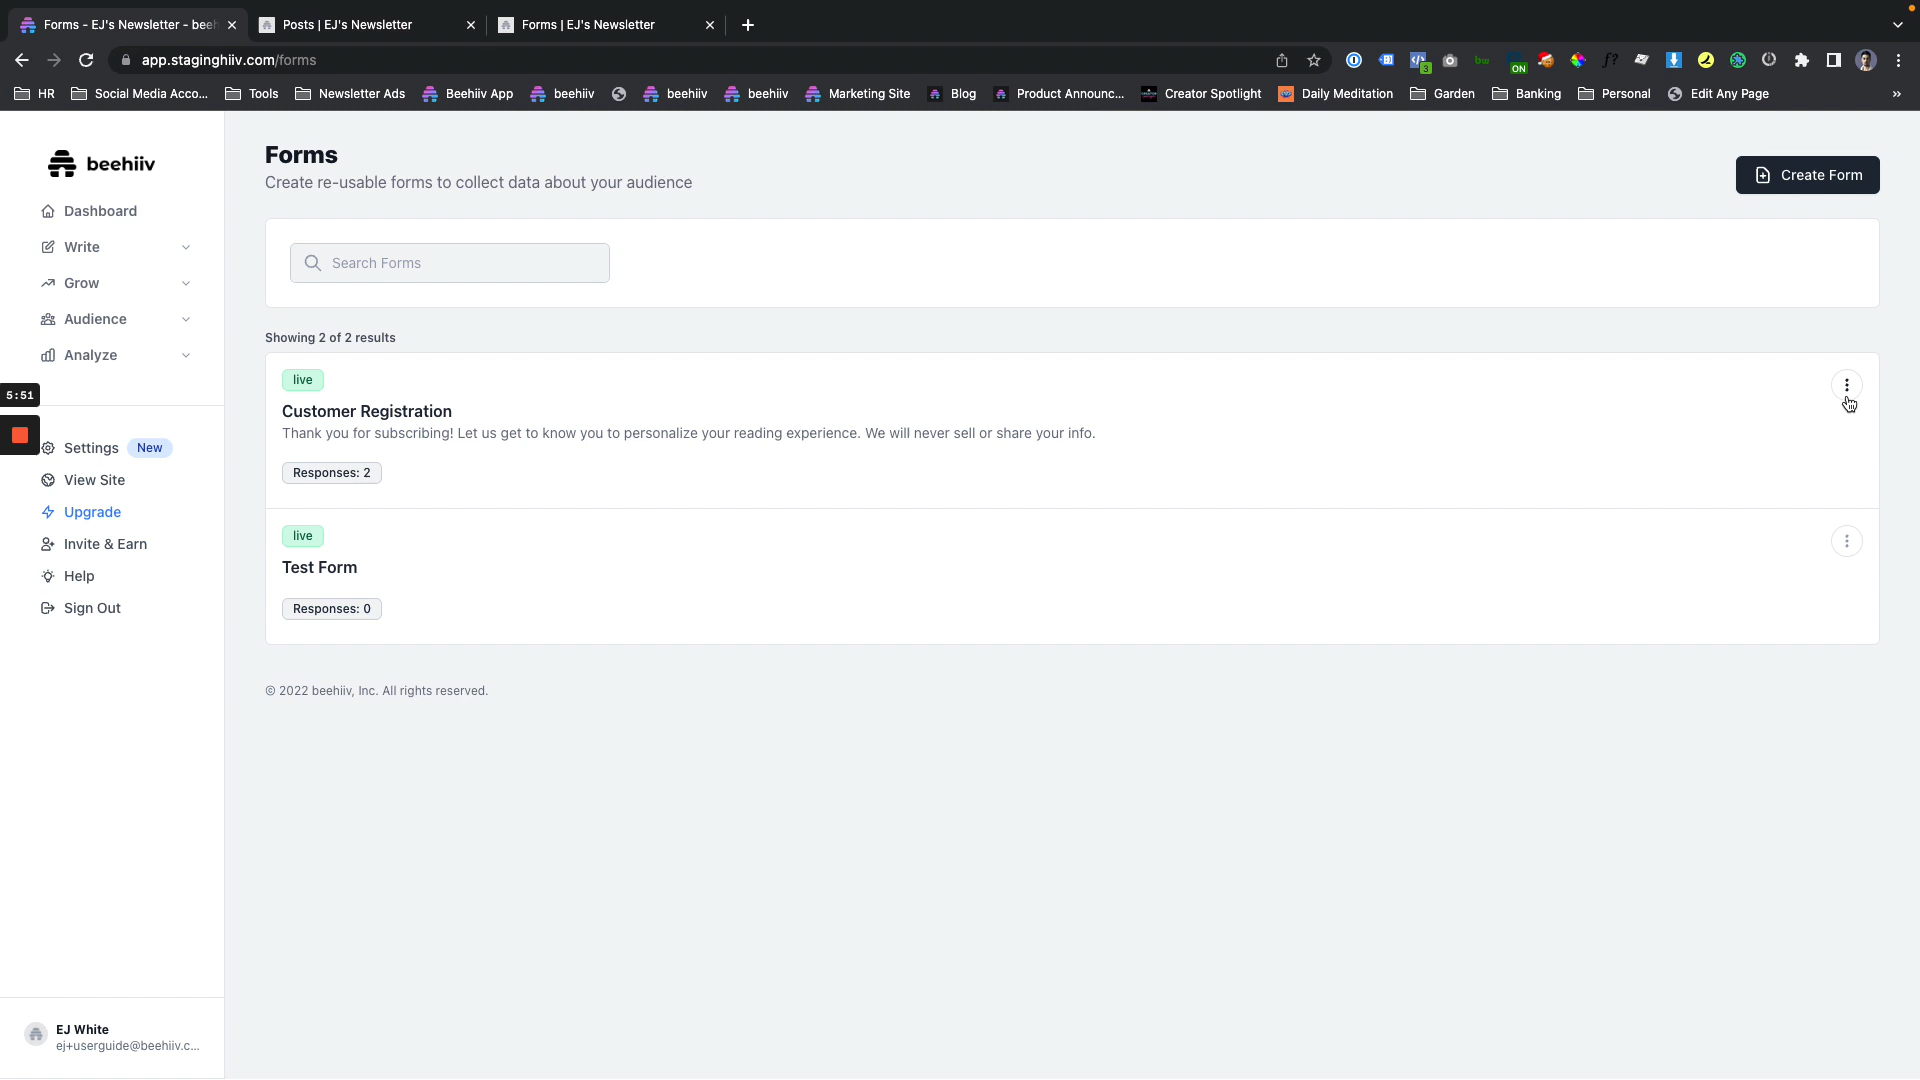 Forms - EJ's Newsletter - beeh
Posts | EJ's Newsletter
Forms | EJ's Newsletter
app.staginghiiv.com/forms
3
bw
ON
f?
HR
Social Media Acco...
Tools
Newsletter Ads
Beehiiv App
beehiiv
beehiiv
beehiiv
Marketing Site
Blog
Product Announc...
Creator Spotlight
Daily Meditation
Garden
Banking
Personal
Edit Any Page
»
beehiiv
Dashboard
Write
Grow
Audience
Analyze
5:51
Settings New
View Site
Upgrade
Invite & Earn
Help
Sign Out
EJ White
ej+userguide@beehiiv.c...
Forms
Create re-usable forms to collect data about your audience
Create Form
Search Forms
Showing 2 of 2 results
live
Customer Registration
Thank you for subscribing! Let us get to know you to personalize your reading experience. We will never sell or share your info.
Responses: 2
live
Test Form
Responses: 0
© 2022 beehiiv, Inc. All rights reserved.